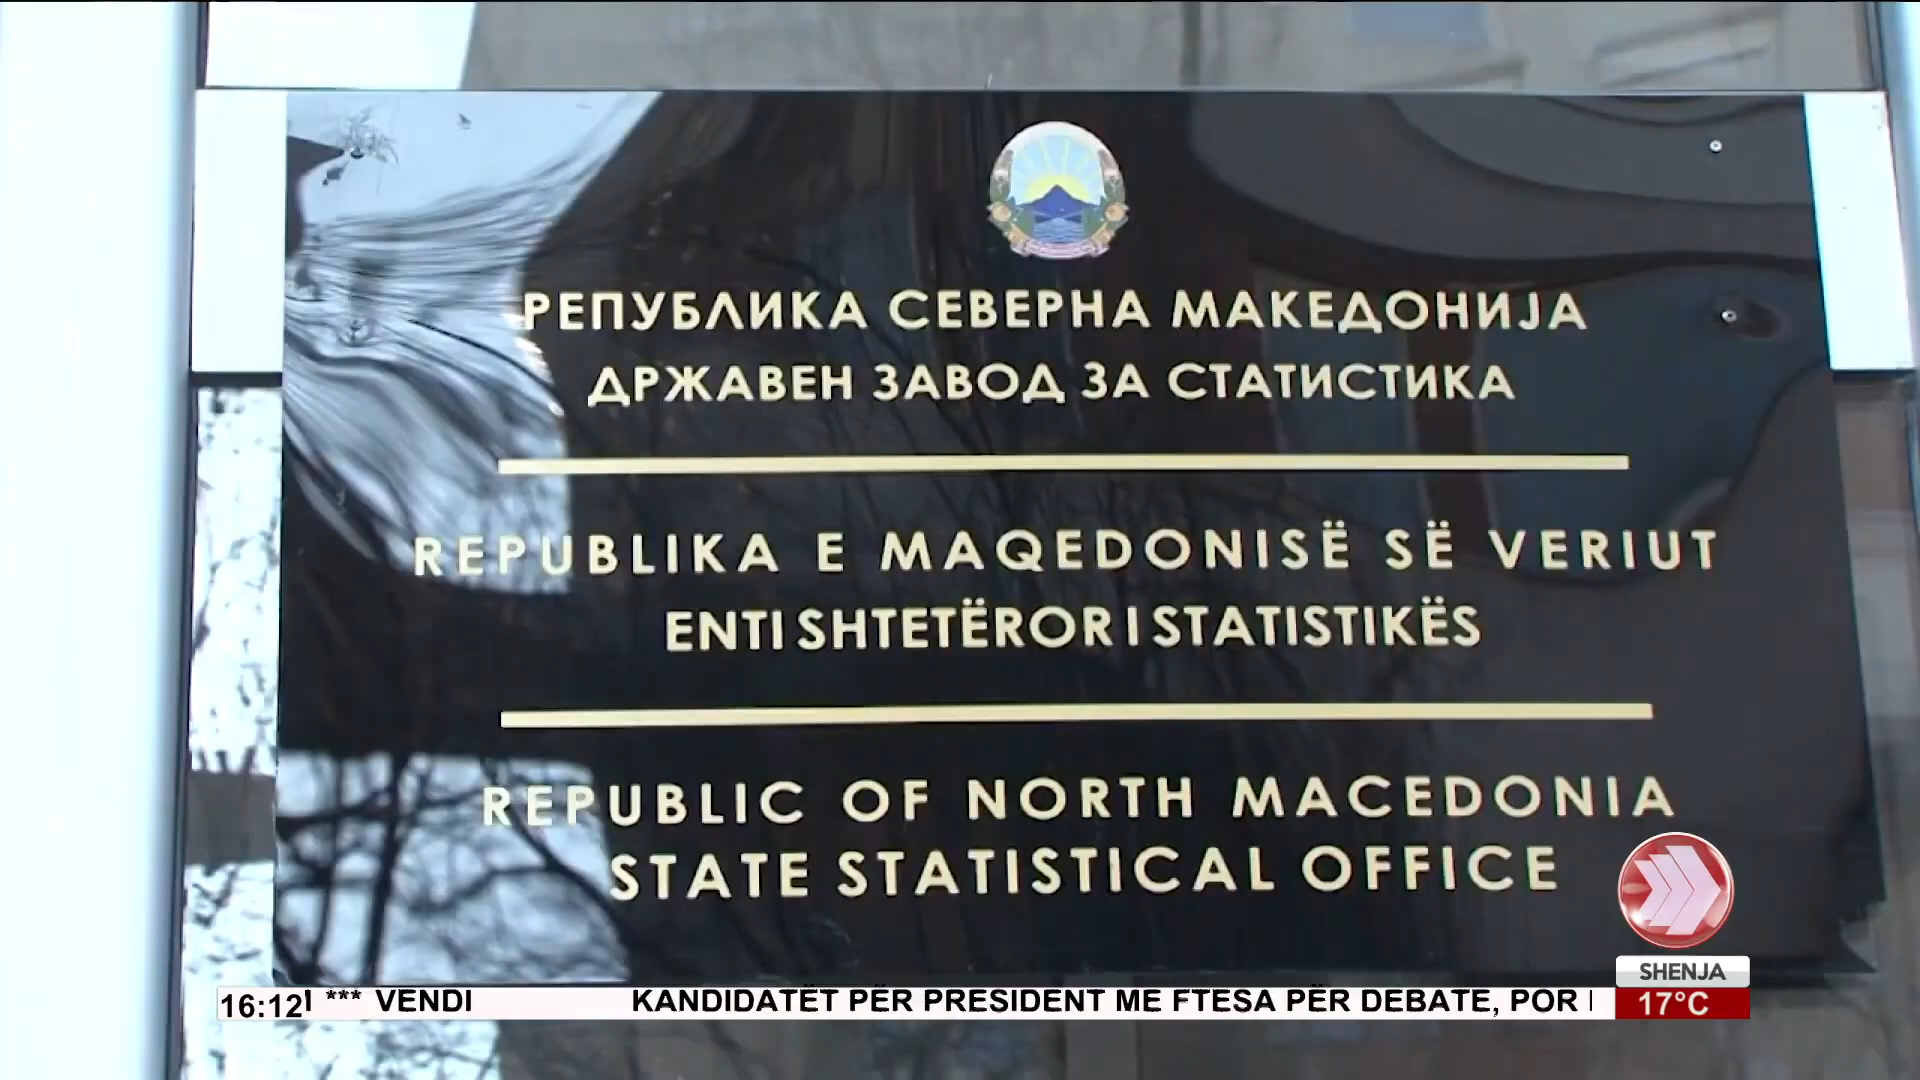 РЕПУБЛИКА СЕВЕРНА МАКЕДОНИЈА
ДРЖАВЕН ЗАВОД ЗА СТАТИСТИКА
REPUBLIKA E MAQEDONISË SË VERIUT
ENTI SHTETËROR I STATISTIKËS
REPUBLIC OF NORTH MACEDONIA
STATE STATISTICAL OFFICE
SHENJA
16:12 *** VENDI KANDIDATËT PËR PRESIDENT ME FTESA PËR DEBATE, POR
17°C